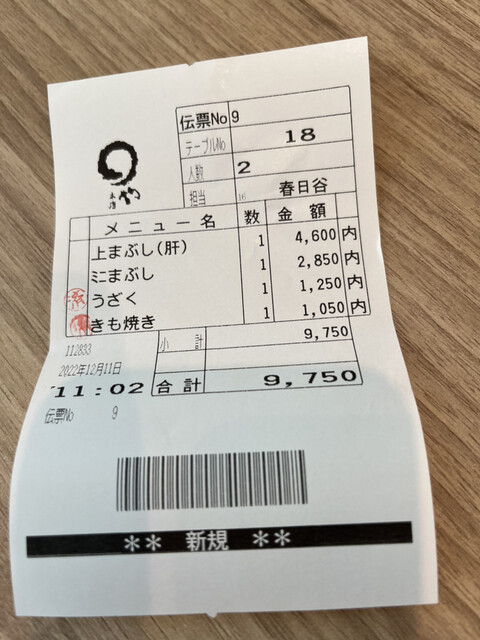 伝票No 9
テーブルNo 18
人数 2
担当 16 春日谷
メニュー名 数 金額
上まぶし(肝) 1 4,600 内
ミニまぶし 1 2,850 内
うざく 1 1,250 内
きも焼き 1 1,050 内
小計 9,750
112833
2022年12月11日
11:02 合計 9,750
伝票No 9
** 新規 **